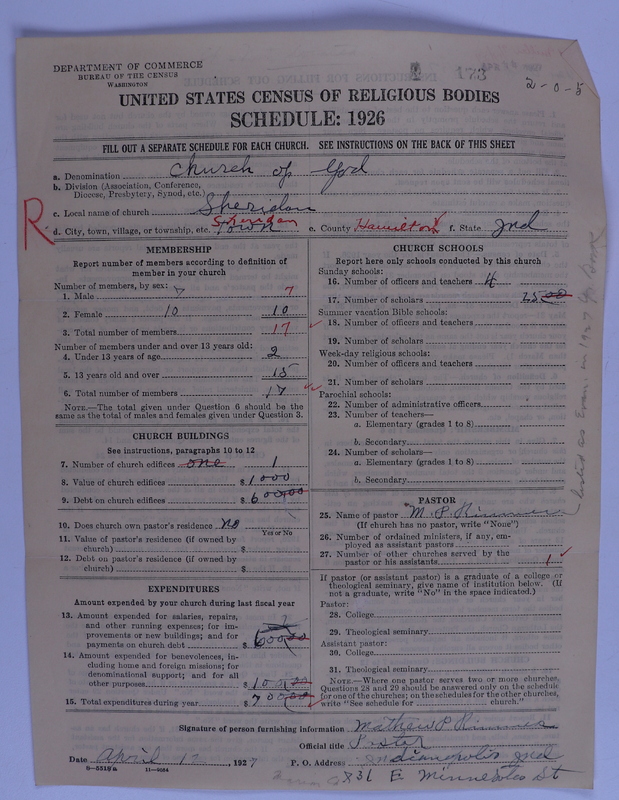 DEPARTMENT OF COMMERCE
BUREAU OF THE CENSUS
WASHINGTON
173
2-0-5
UNITED STATES CENSUS OF RELIGIOUS BODIES
SCHEDULE: 1926
FILL OUT A SEPARATE SCHEDULE FOR EACH CHURCH. SEE INSTRUCTIONS ON THE BACK OF THIS SHEET
a. Denomination Church of God
b. Division (Association, Conference, Diocese, Presbytery, Synod, etc.)
c. Local name of church Sheridan
R
d. City, town, village, or township, etc. Sheridan Town e. County Hamilton f. State Ind
MEMBERSHIP
Report number of members according to definition of member in your church
Number of members, by sex:
1. Male 7 7
2. Female 10 10
3. Total number of members 17
Number of members under and over 13 years old:
4. Under 13 years of age 2
5. 13 years old and over 15
6. Total number of members 17
NOTE.—The total given under Question 6 should be the same as the total of males and females given under Question 3.
CHURCH BUILDINGS
See instructions, paragraphs 10 to 12
7. Number of church edifices one 1
8. Value of church edifices $ 1000
9. Debt on church edifices $ 600.00
10. Does church own pastor's residence No
Yes or No
11. Value of pastor's residence (if owned by church) $
12. Debt on pastor's residence (if owned by church) $
EXPENDITURES
Amount expended by your church during last fiscal year
13. Amount expended for salaries, repairs, and other running expenses; for improvements or new buildings; and for payments on church debt $ 600.00
14. Amount expended for benevolences, including home and foreign missions; for denominational support; and for all other purposes $ 100.00
15. Total expenditures during year $ 700.00
CHURCH SCHOOLS
Report here only schools conducted by this church
Sunday schools:
16. Number of officers and teachers 4
17. Number of scholars 25.00
Summer vacation Bible schools:
18. Number of officers and teachers
19. Number of scholars
Week-day religious schools:
20. Number of officers and teachers
21. Number of scholars
Parochial schools:
22. Number of administrative officers
23. Number of teachers—
a. Elementary (grades 1 to 8)
b. Secondary
24. Number of scholars—
a. Elementary (grades 1 to 8)
b. Secondary
PASTOR
25. Name of pastor M. P. Rimmer
(If church has no pastor, write "None")
26. Number of ordained ministers, if any, employed as assistant pastors
27. Number of other churches served by the pastor or his assistants 1
If pastor (or assistant pastor) is a graduate of a college or theological seminary, give name of institution below. (If not a graduate, write "No" in the space indicated.)
Pastor:
28. College
29. Theological seminary
Assistant pastor:
30. College
31. Theological seminary
NOTE.—Where one pastor serves two or more churches, Questions 28 and 29 should be answered only on the schedule for one of the churches; on the schedules for the other churches, write "See schedule for church."
Signature of person furnishing information Mathew P Rimmer
Official title Pastor
Date April 12, 1927 P. O. Address Indianapolis Ind
831 E Minnesota St
8-5519a 11-9084